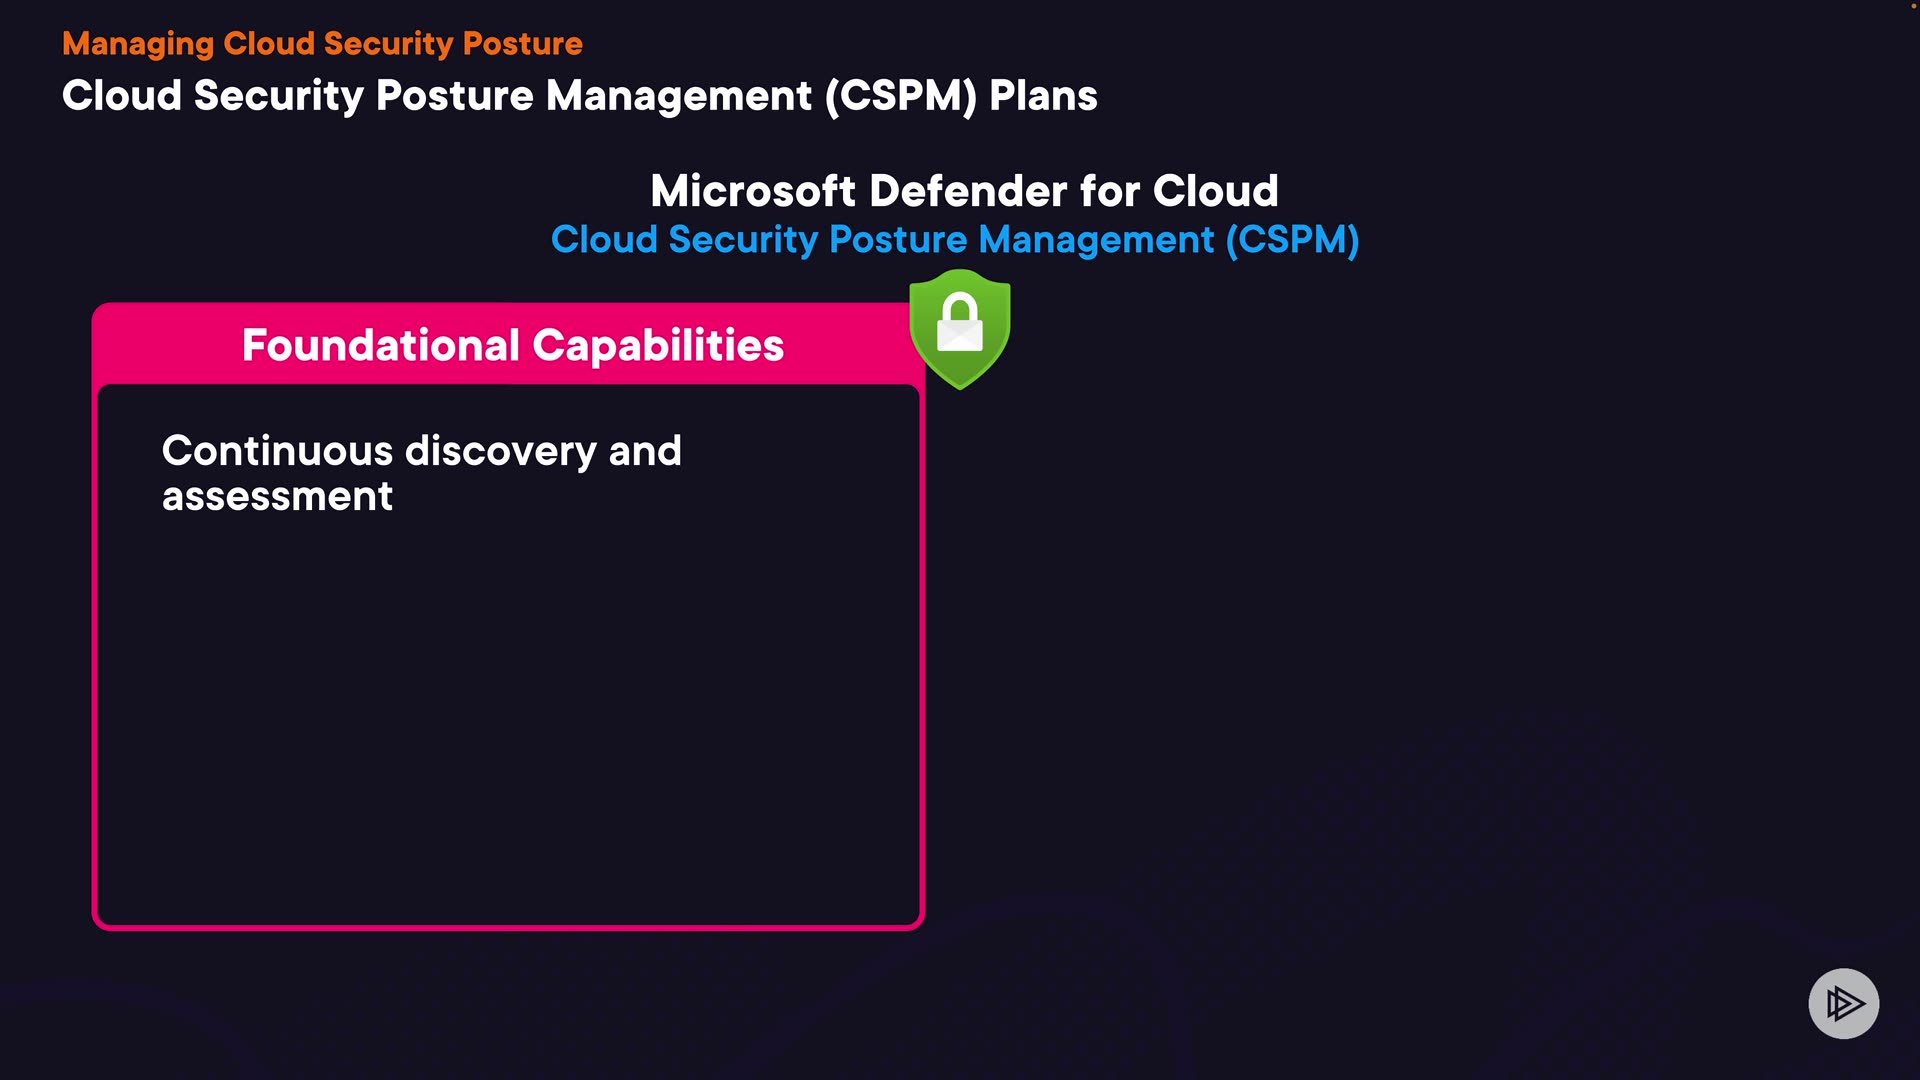 Managing Cloud Security Posture
Cloud Security Posture Management (CSPM) Plans
Microsoft Defender for Cloud
Cloud Security Posture Management (CSPM)
Foundational Capabilities
Continuous discovery and
assessment